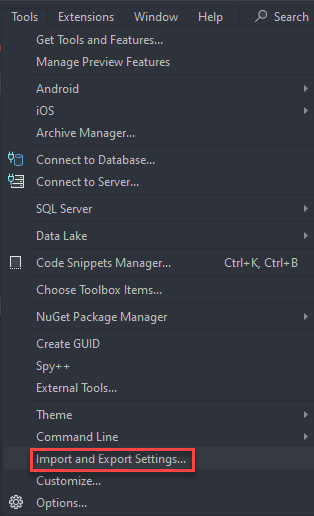 Tools Extensions Window Help Search
Get Tools and Features...
Manage Preview Features
Android
iOS
Archive Manager...
Connect to Database...
Connect to Server...
SQL Server
Data Lake
Code Snippets Manager... Ctrl+K, Ctrl+B
Choose Toolbox Items...
NuGet Package Manager
Create GUID
Spy++
External Tools...
Theme
Command Line
Import and Export Settings...
Customize...
Options...